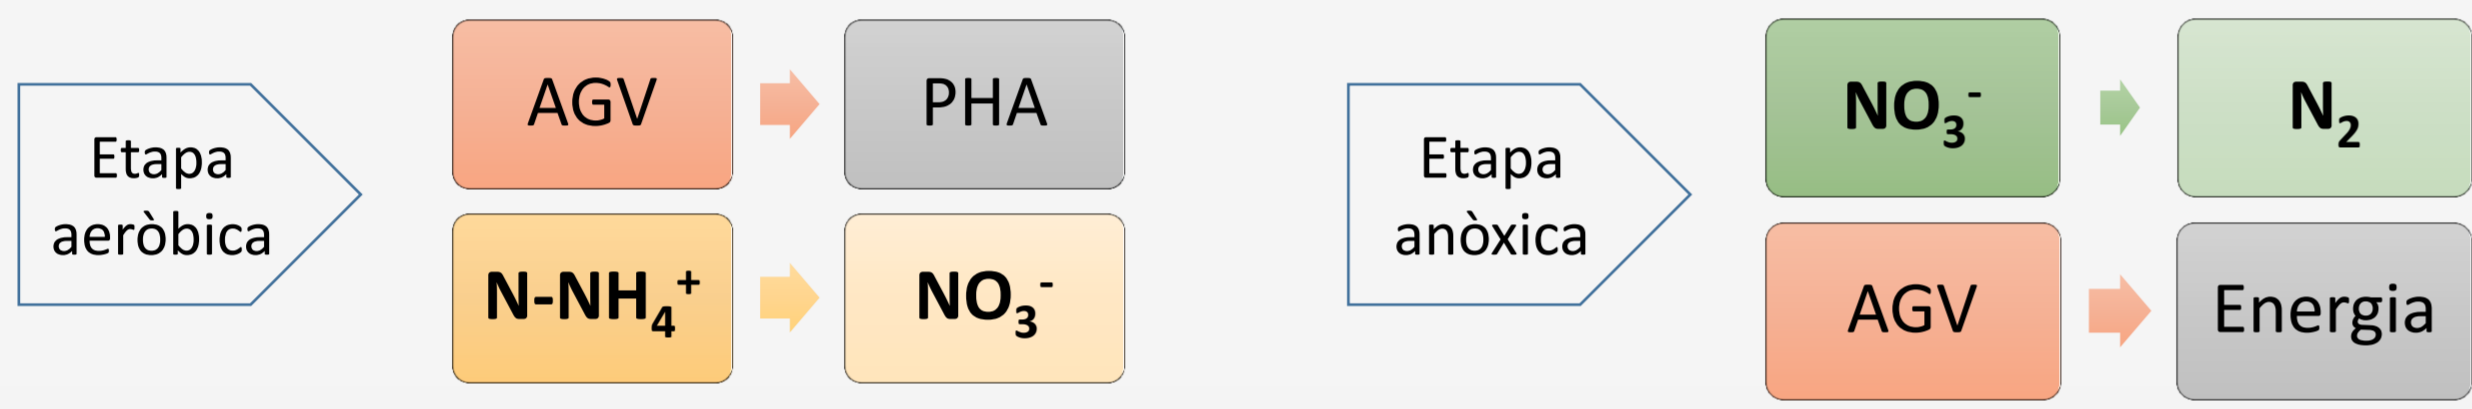 Etapa
aeròbica
AGV
PHA
N-NH₄⁺
NO₃⁻
Etapa
anòxica
NO₃⁻
N₂
AGV
Energia